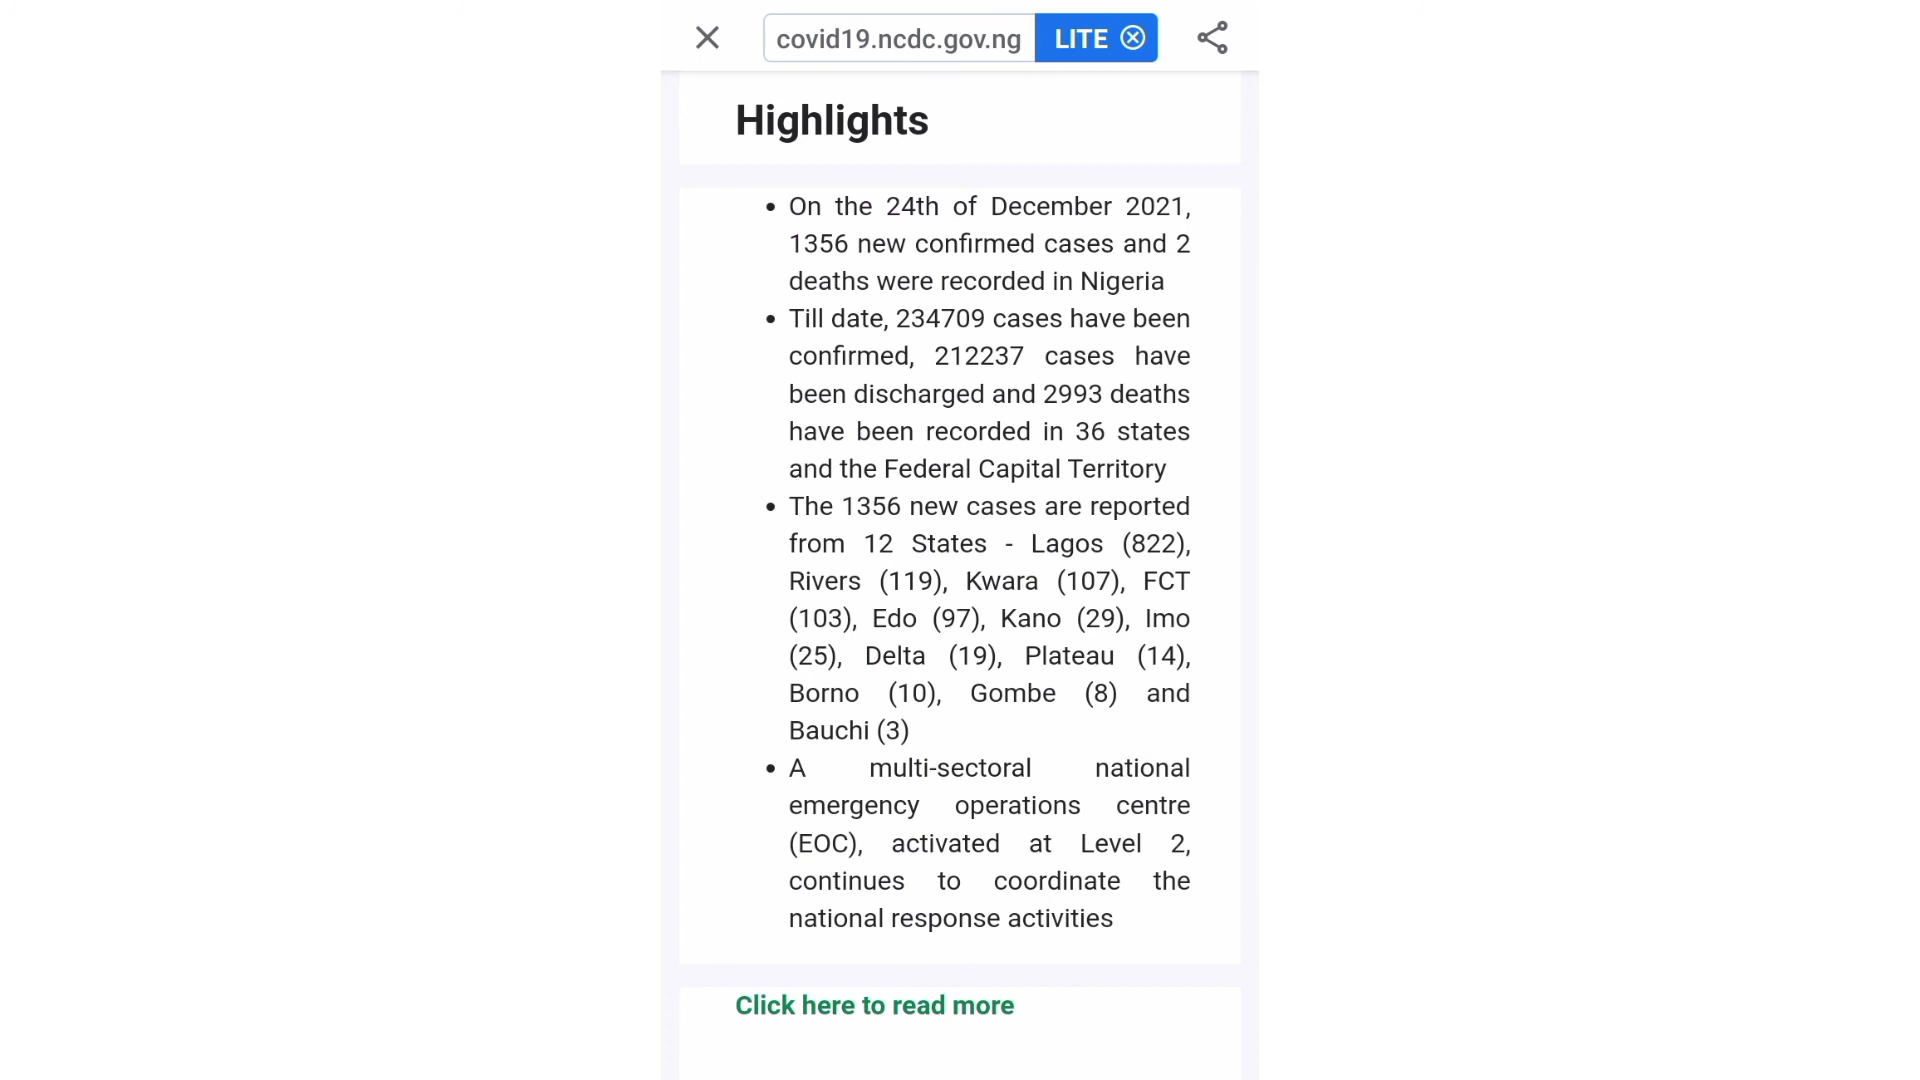 covid19.ncdc.gov.ng LITE
Highlights
On the 24th of December 2021,
1356 new confirmed cases and 2
deaths were recorded in Nigeria
Till date, 234709 cases have been
confirmed, 212237 cases have
been discharged and 2993 deaths
have been recorded in 36 states
and the Federal Capital Territory
The 1356 new cases are reported
from 12 States - Lagos (822),
Rivers (119), Kwara (107), FCT
(103), Edo (97), Kano (29), Imo
(25), Delta (19), Plateau (14),
Borno (10), Gombe (8) and
Bauchi (3)
A multi-sectoral national
emergency operations centre
(EOC), activated at Level 2,
continues to coordinate the
national response activities
Click here to read more